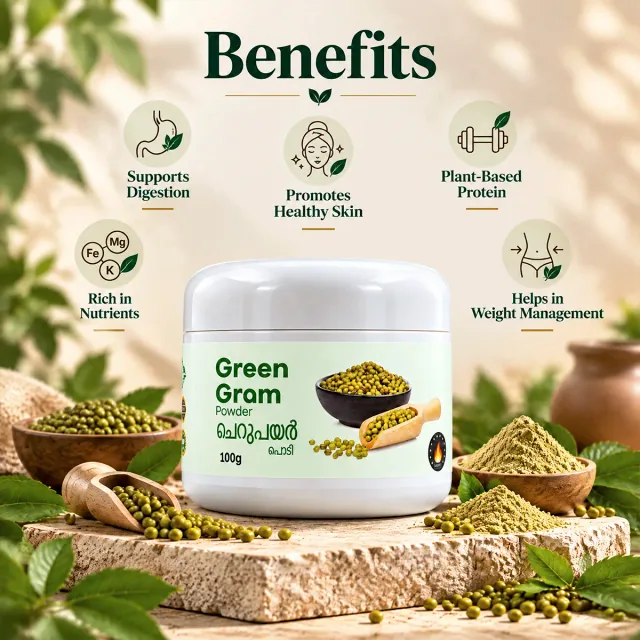 Benefits
Supports
Digestion
Promotes
Healthy Skin
Plant-Based
Protein
Fe
Mg
K
Rich in
Nutrients
Helps in
Weight Management
Green
Gram
Powder
ചെറുപയർ
പൊടി
100g